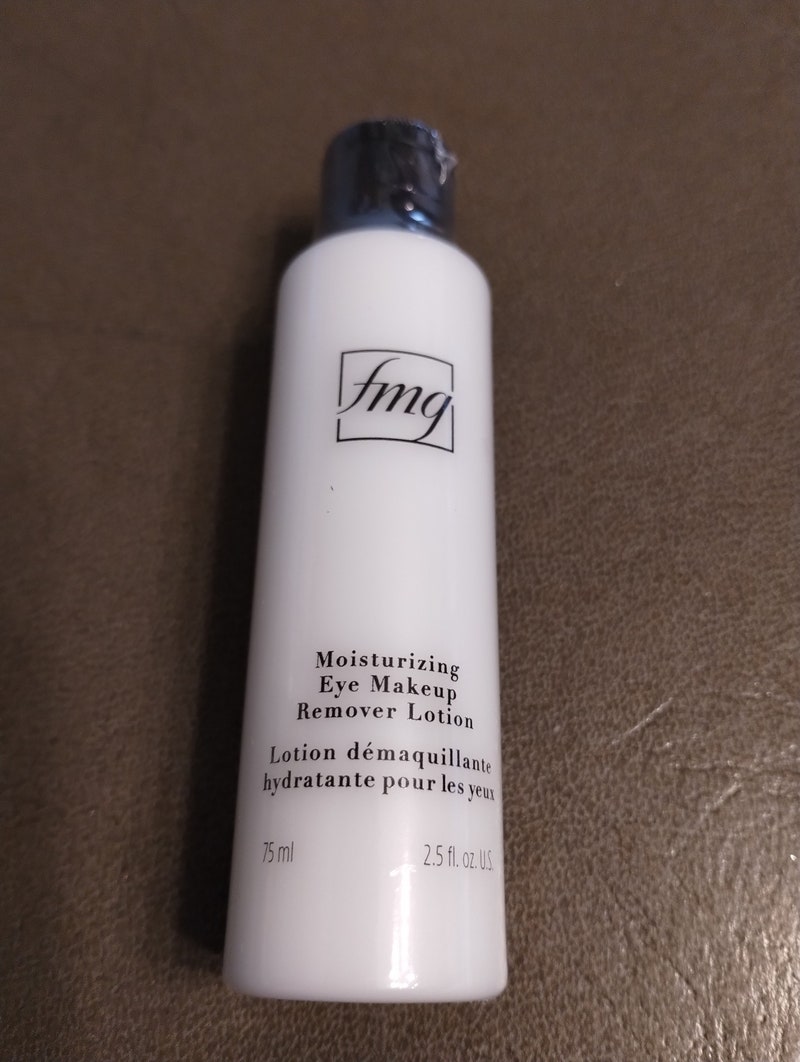 fmg
Moisturizing
Eye Makeup
Remover Lotion
Lotion démaquillante
hydratante pour les yeux
75 ml 2.5 fl. oz. U.S.